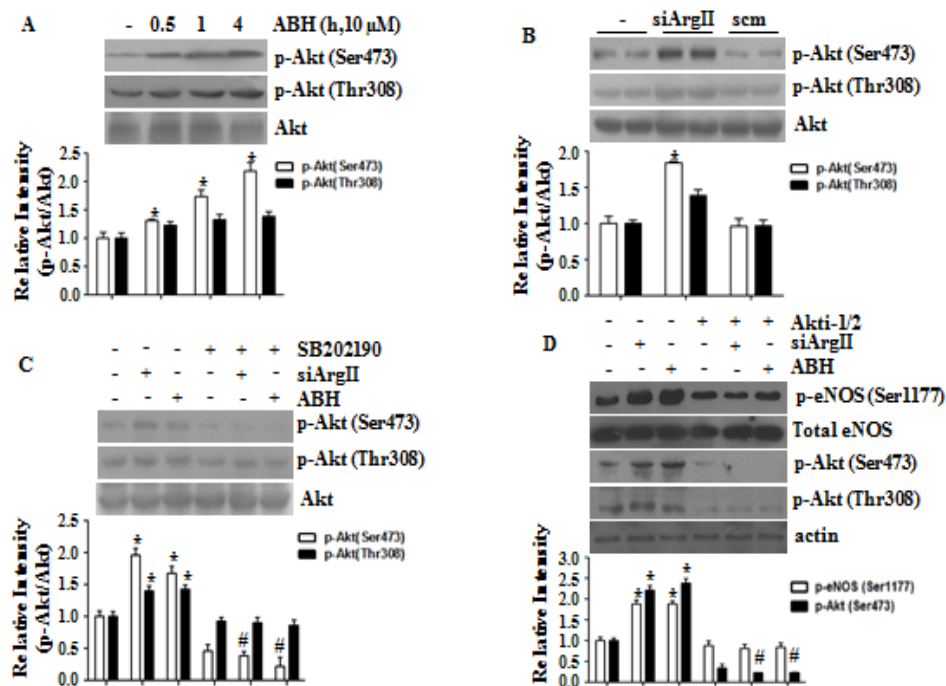 A
- 0.5 1 4 ABH (h,10 μM)
p-Akt (Ser473)
p-Akt (Thr308)
Akt
Relative Intensity
(p-Akt/Akt)
2.5
2.0
1.5
1.0
0.5
0.0
* * *
p-Akt(Ser473)
p-Akt(Thr308)
B
- siArgII scm
p-Akt (Ser473)
p-Akt (Thr308)
Akt
Relative Intensity
(p-Akt/Akt)
2.0
1.5
1.0
0.5
0.0
*
p-Akt(Ser473)
p-Akt(Thr308)
C
- - - + + + SB202190
- + - - + - siArgII
- - + - - + ABH
p-Akt (Ser473)
p-Akt (Thr308)
Akt
Relative Intensity
(p-Akt/Akt)
2.5
2.0
1.5
1.0
0.5
0.0
* * * * # #
p-Akt(Ser473)
p-Akt(Thr308)
D
- - - + + + Akti-1/2
- + - - + - siArgII
- - + - - + ABH
p-eNOS (Ser1177)
Total eNOS
p-Akt (Ser473)
p-Akt (Thr308)
actin
Relative Intensity
(p-Akt/Akt)
3.0
2.5
2.0
1.0
0.5
0.0
* * * * # #
p-eNOS (Ser1177)
p-Akt (Ser473)